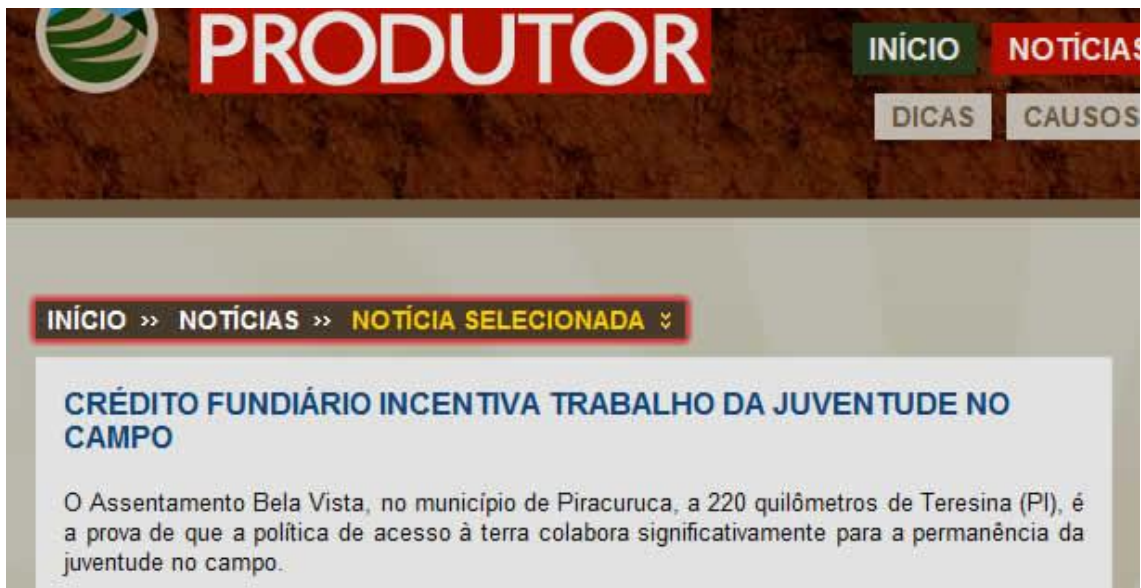 PRODUTOR
INÍCIO NOTÍCIAS
DICAS CAUSOS
INÍCIO ›› NOTÍCIAS ›› NOTÍCIA SELECIONADA
CRÉDITO FUNDIÁRIO INCENTIVA TRABALHO DA JUVENTUDE NO
CAMPO
O Assentamento Bela Vista, no município de Piracuruca, a 220 quilômetros de Teresina (PI), é
a prova de que a política de acesso à terra colabora significativamente para a permanência da
juventude no campo.